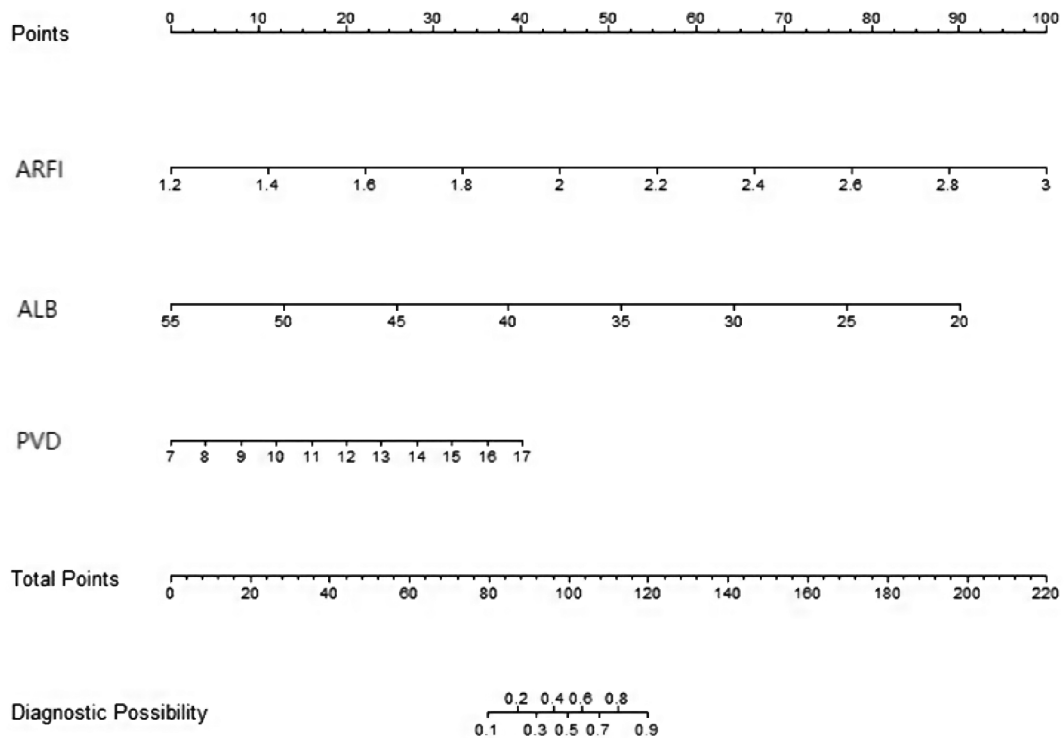 0 10 20 30 40 50 60 70 80 90 100
Points
ARFI
1.2 1.4 1.6 1.8 2 2.2 2.4 2.6 2.8 3
ALB
55 50 45 40 35 30 25 20
PVD
7 8 9 10 11 12 13 14 15 16 17
Total Points
0 20 40 60 80 100 120 140 160 180 200 220
0.2 0.4 0.6 0.8
Diagnostic Possibility
0.1 0.3 0.5 0.7 0.9